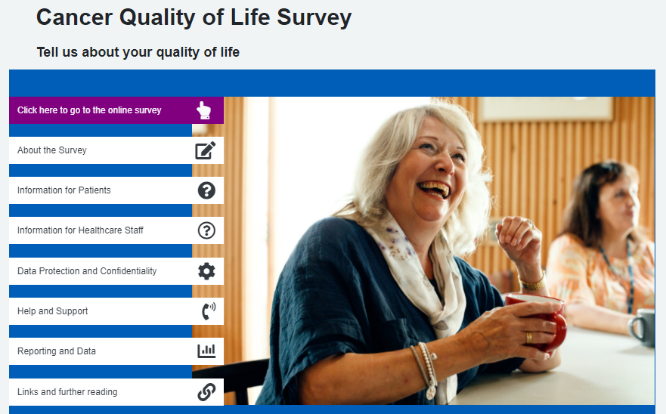 Cancer Quality of Life Survey
Tell us about your quality of life
Click here to go to the online survey
About the Survey
Information for Patients
Information for Healthcare Staff
Data Protection and Confidentiality
Help and Support
Reporting and Data
Links and further reading